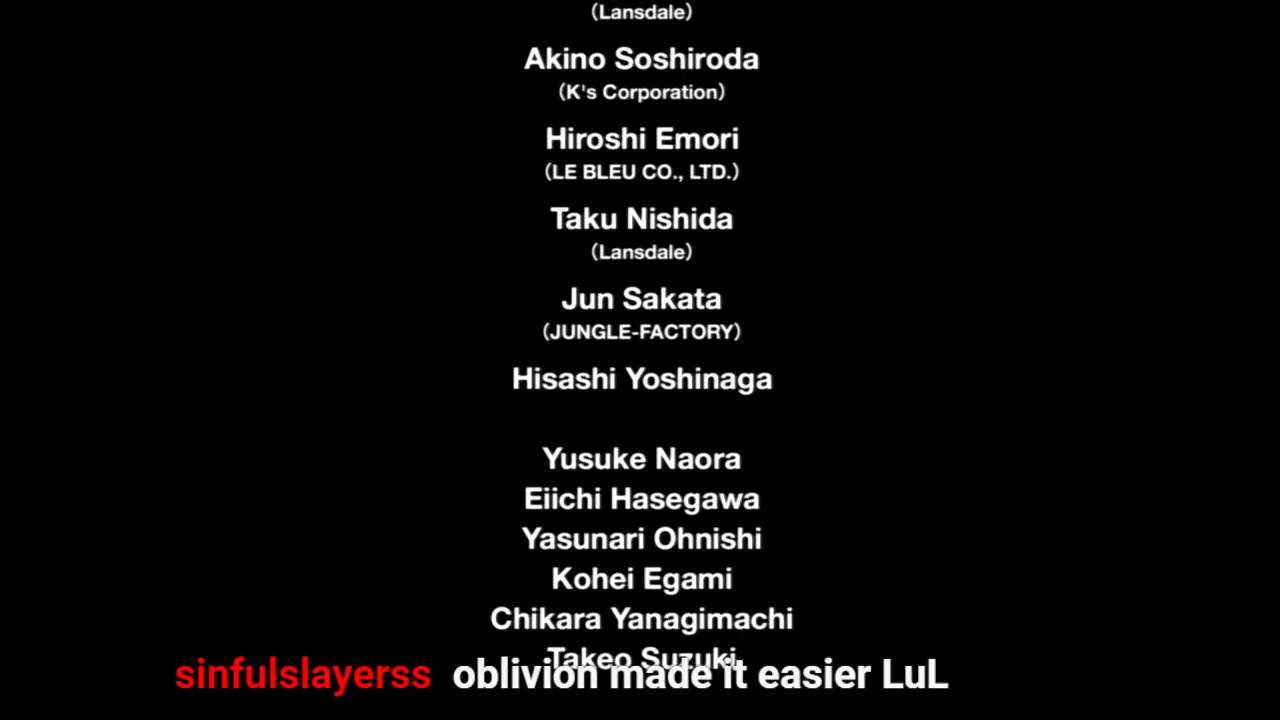 (Lansdale)
Akino Soshiroda
(K's Corporation)
Hiroshi Emori
(LE BLEU CO., LTD.)
Taku Nishida
(Lansdale)
Jun Sakata
(JUNGLE-FACTORY)
Hisashi Yoshinaga
Yusuke Naora
Eiichi Hasegawa
Yasunari Ohnishi
Kohei Egami
Chikara Yanagimachi
Takeo Suzuki
sinfulslayerss oblivion made it easier LuL